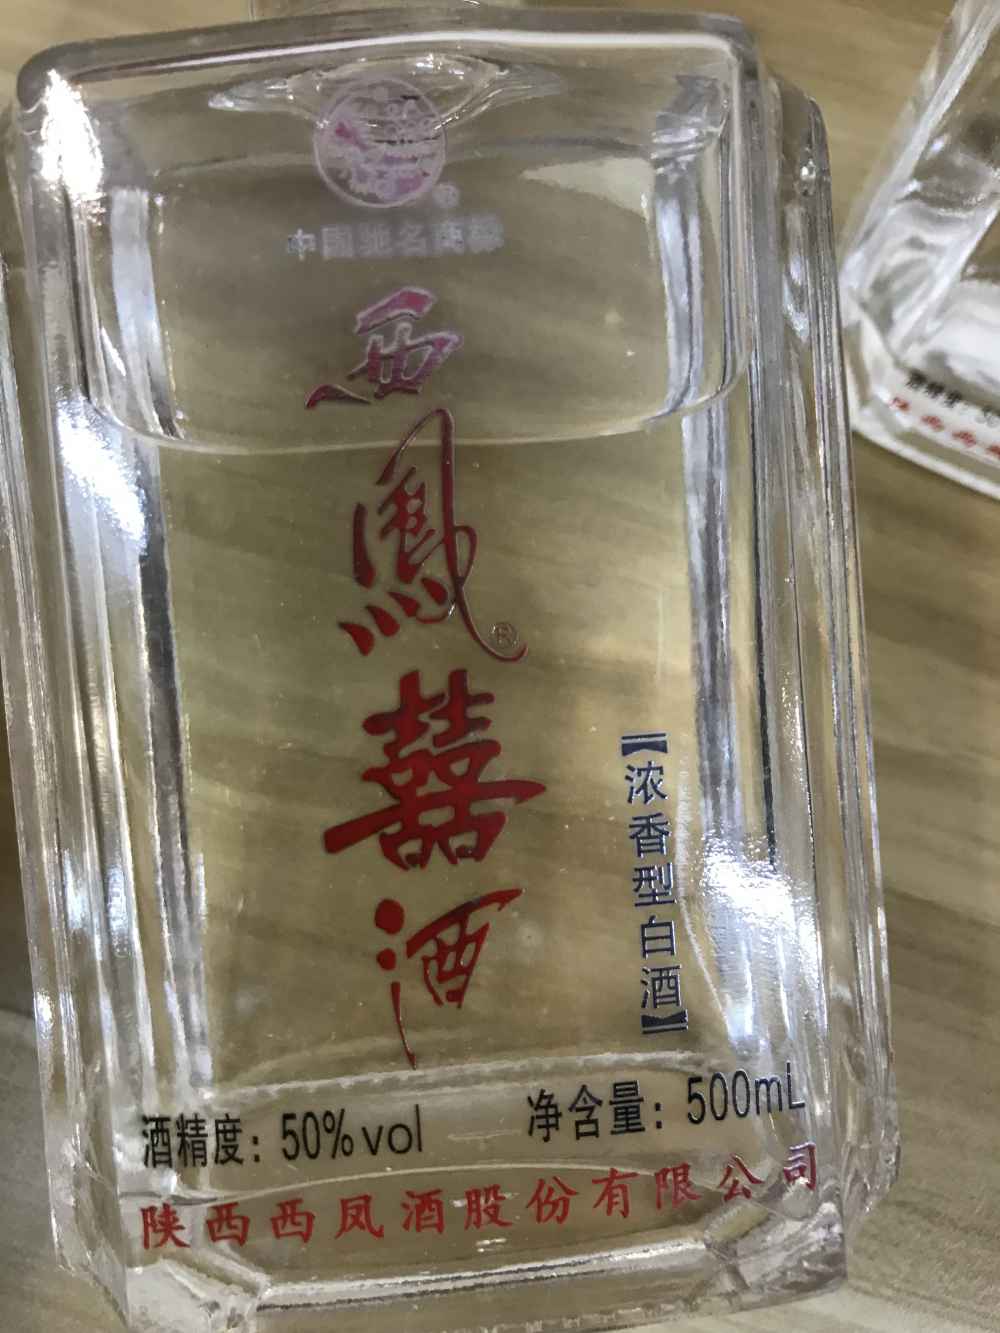 中国驰名商标
西鳳®囍酒
【浓香型白酒】
酒精度：50%vol 净含量：500mL
陕西西凤酒股份有限公司